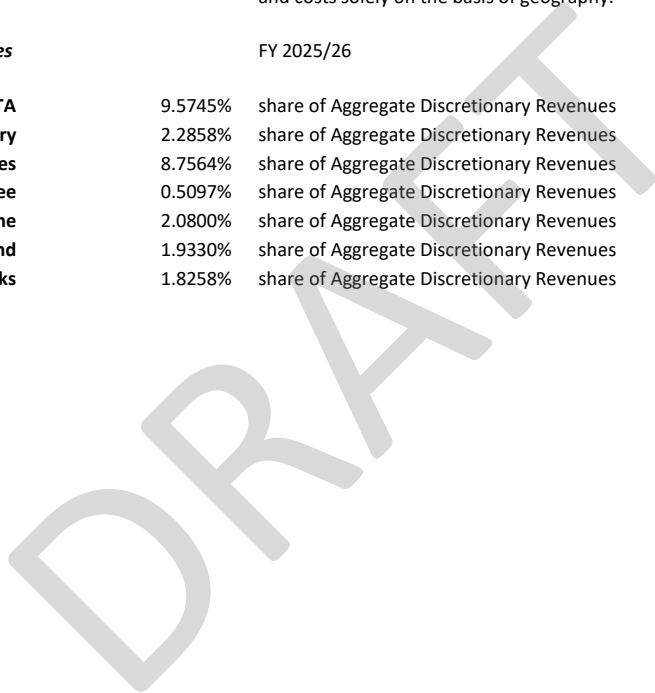 and costs solely on the basis of geography.
es FY 2025/26
TA 9.5745% share of Aggregate Discretionary Revenues
ry 2.2858% share of Aggregate Discretionary Revenues
es 8.7564% share of Aggregate Discretionary Revenues
ee 0.5097% share of Aggregate Discretionary Revenues
ne 2.0800% share of Aggregate Discretionary Revenues
nd 1.9330% share of Aggregate Discretionary Revenues
ks 1.8258% share of Aggregate Discretionary Revenues
DRAFT